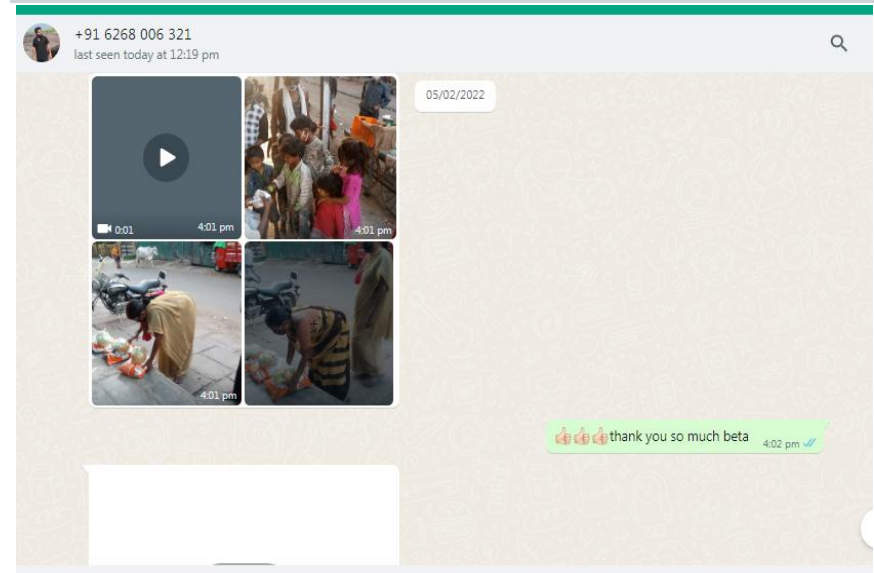 +91 6268 006 321
last seen today at 12:19 pm
05/02/2022
0:01 4:01 pm
4:01 pm
4:01 pm
👍👍👍thank you so much beta 4:02 pm